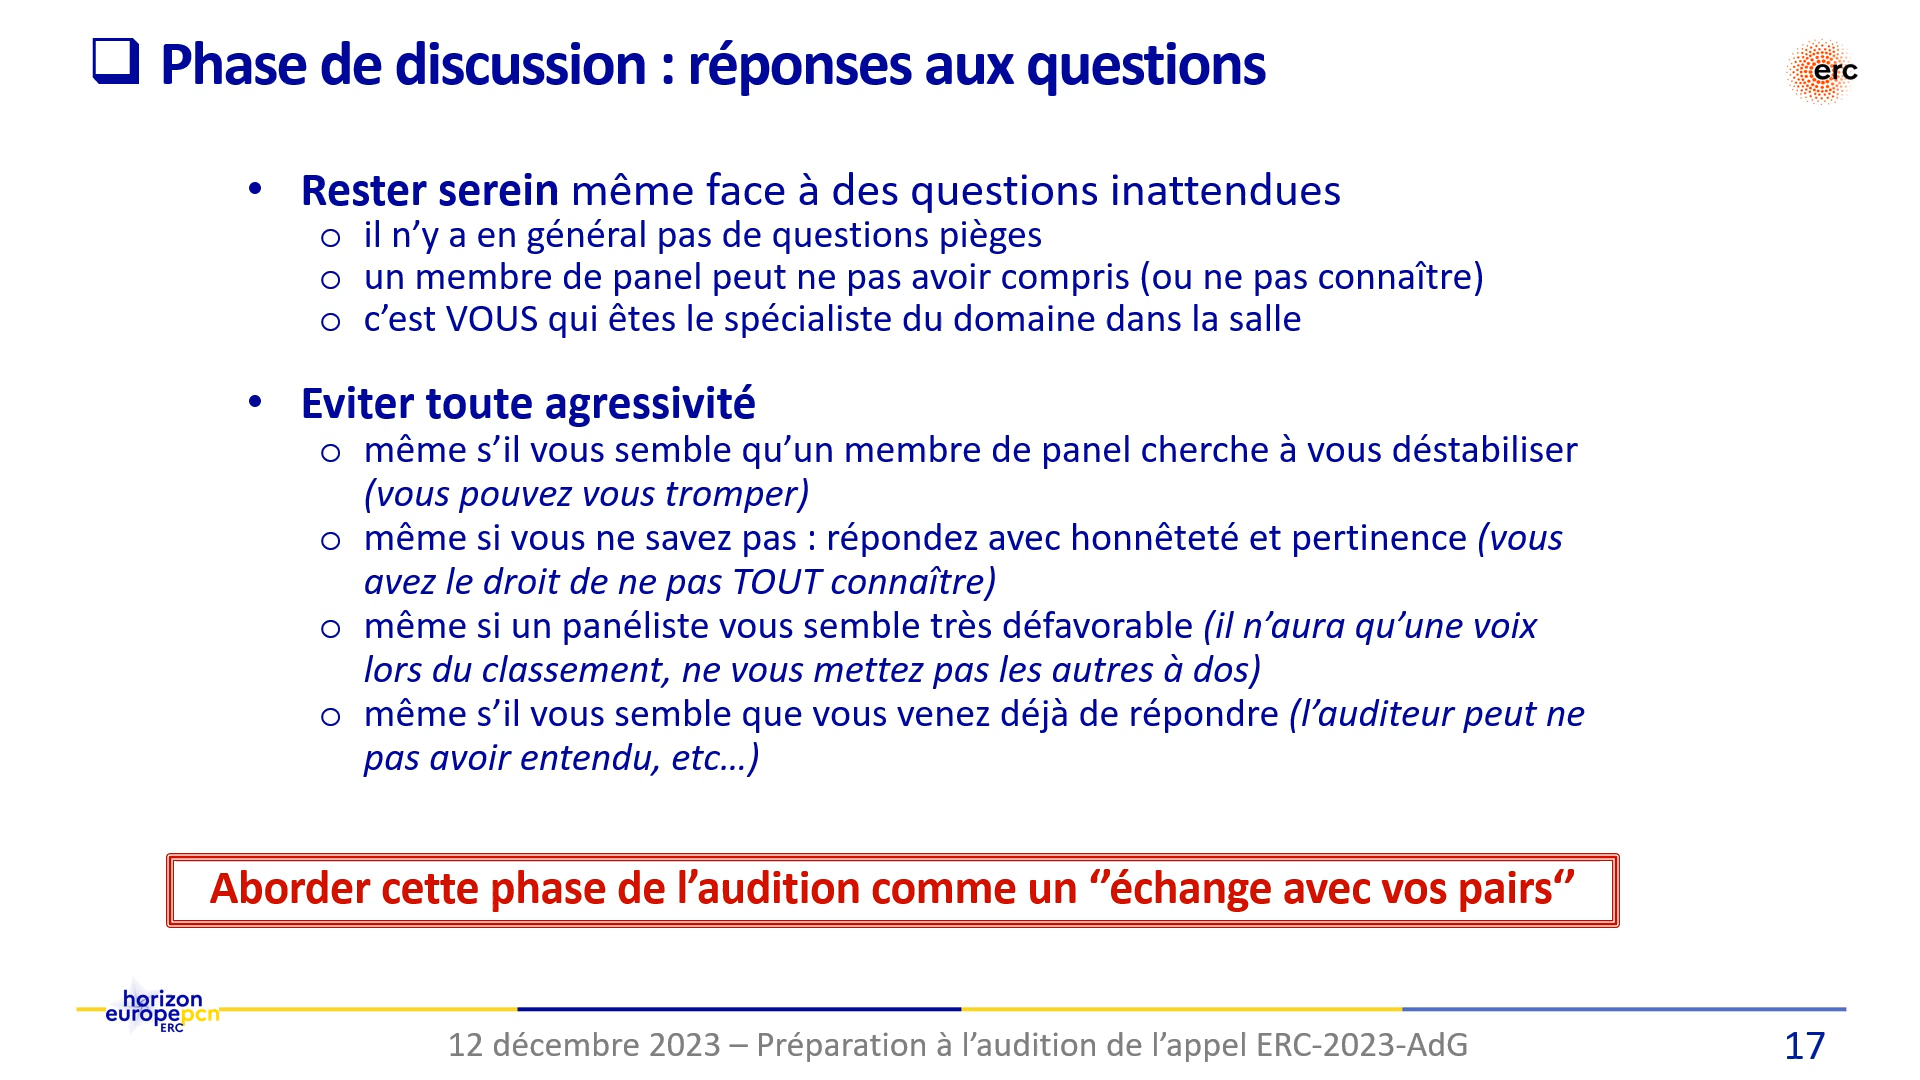 ❑ Phase de discussion : réponses aux questions
erc
• Rester serein même face à des questions inattendues
o il n’y a en général pas de questions pièges
o un membre de panel peut ne pas avoir compris (ou ne pas connaître)
o c’est VOUS qui êtes le spécialiste du domaine dans la salle
• Eviter toute agressivité
o même s’il vous semble qu’un membre de panel cherche à vous déstabiliser
(vous pouvez vous tromper)
o même si vous ne savez pas : répondez avec honnêteté et pertinence (vous
avez le droit de ne pas TOUT connaître)
o même si un panéliste vous semble très défavorable (il n’aura qu’une voix
lors du classement, ne vous mettez pas les autres à dos)
o même s’il vous semble que vous venez déjà de répondre (l’auditeur peut ne
pas avoir entendu, etc…)
Aborder cette phase de l’audition comme un ‘’échange avec vos pairs‘’
horizon
europepcn
ERC
12 décembre 2023 – Préparation à l’audition de l’appel ERC-2023-AdG
17